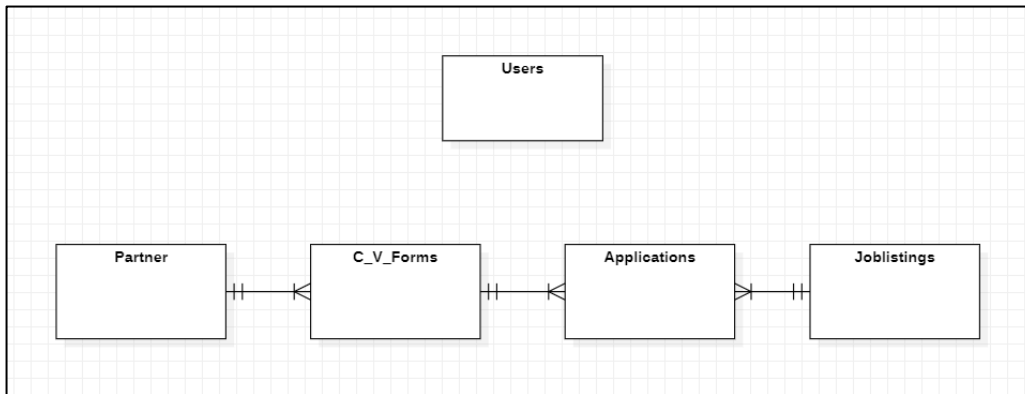 Users
Partner
C_V_Forms
Applications
Joblistings